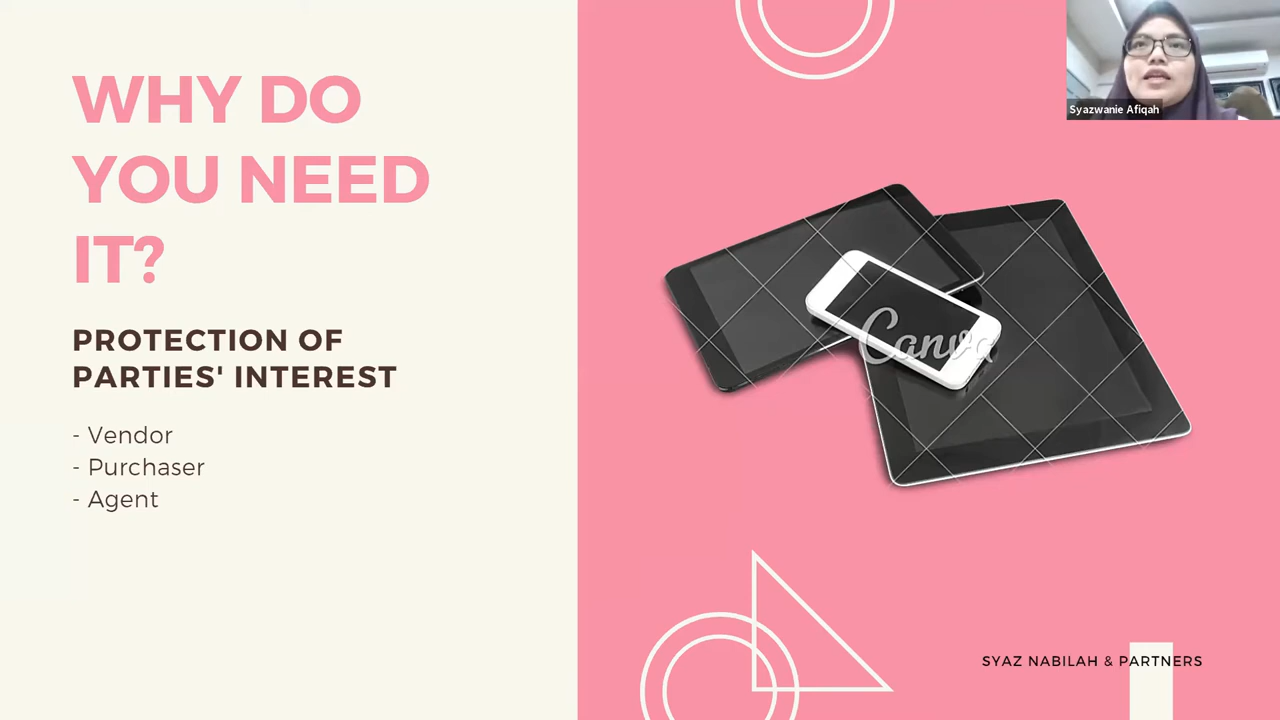 WHY DO
YOU NEED
IT?
PROTECTION OF
PARTIES' INTEREST
- Vendor
- Purchaser
- Agent
Canva
Syazwanie Afiqah
SYAZ NABILAH & PARTNERS